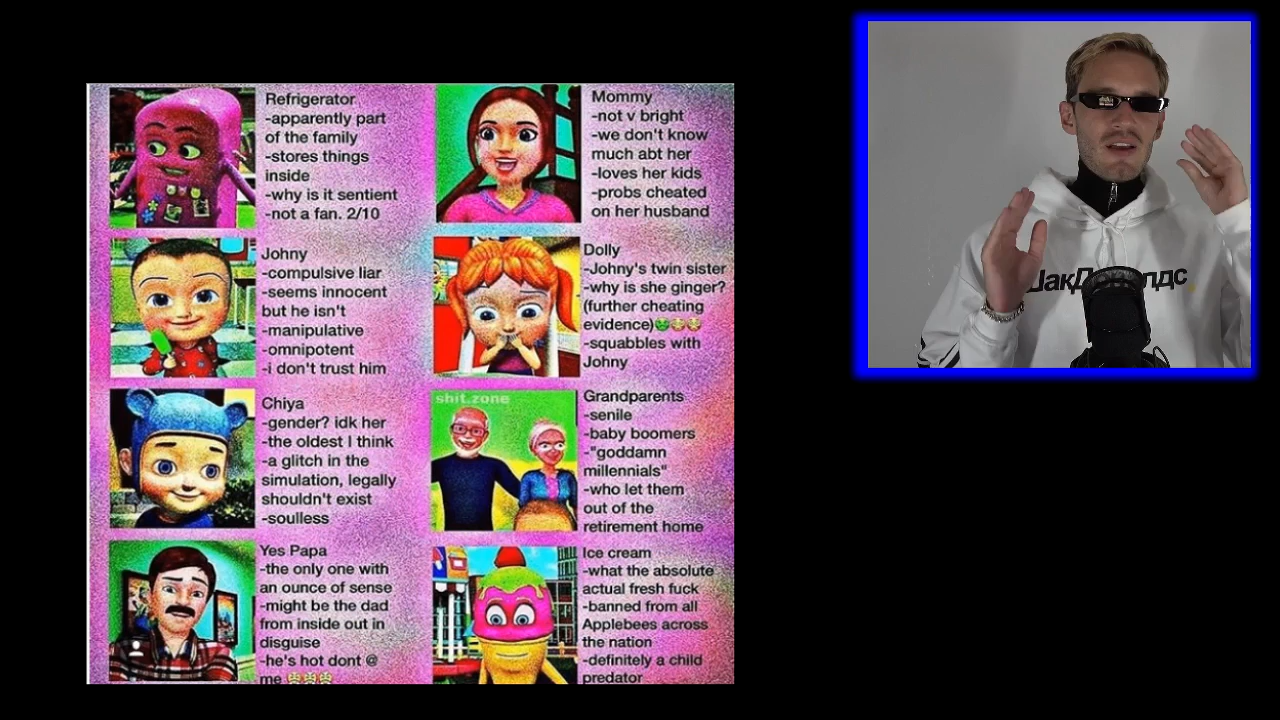 Refrigerator
-apparently part
of the family
-stores things
inside
-why is it sentient
-not a fan. 2/10
Mommy
-not v bright
-we don't know
much abt her
-loves her kids
-probs cheated
on her husband
Johny
-compulsive liar
-seems innocent
but he isn't
-manipulative
-omnipotent
-i don't trust him
Dolly
-Johny's twin sister
-why is she ginger?
(further cheating
evidence)
-squabbles with
Johny
Chiya
-gender? idk her
-the oldest I think
-a glitch in the
simulation, legally
shouldn't exist
-soulless
shit.zone
Grandparents
-senile
-baby boomers
-"goddamn
millennials"
-who let them
out of the
retirement home
Yes Papa
-the only one with
an ounce of sense
-might be the dad
from inside out in
disguise
-he's hot dont @
me
Ice cream
-what the absolute
actual fresh fuck
-banned from all
Applebees across
the nation
-definitely a child
predator